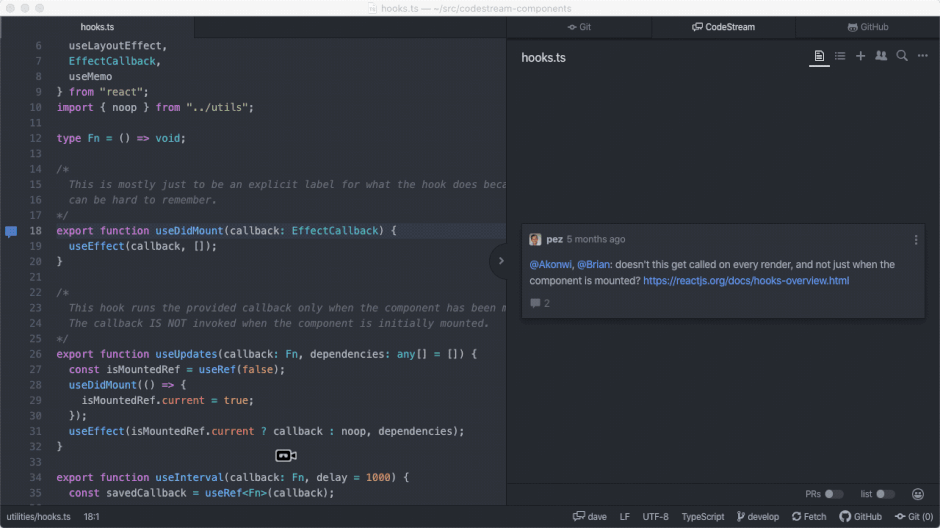 hooks.ts — ~/src/codestream-components
hooks.ts
Git
CodeStream
GitHub
6 useLayoutEffect,
7 EffectCallback,
8 useMemo
9 } from "react";
10 import { noop } from "../utils";
11
12 type Fn = () => void;
13
14 /*
15 This is mostly just to be an explicit label for what the hook does beca
16 can be hard to remember.
17 */
18 export function useDidMount(callback: EffectCallback) {
19 useEffect(callback, []);
20 }
21
22 /*
23 This hook runs the provided callback only when the component has been m
24 The callback IS NOT invoked when the component is initially mounted.
25 */
26 export function useUpdates(callback: Fn, dependencies: any[] = []) {
27 const isMountedRef = useRef(false);
28 useDidMount(() => {
29 isMountedRef.current = true;
30 });
31 useEffect(isMountedRef.current ? callback : noop, dependencies);
32 }
33
34 export function useInterval(callback: Fn, delay = 1000) {
35 const savedCallback = useRef<Fn>(callback);
hooks.ts
pez 5 months ago
@Akonwi, @Brian: doesn't this get called on every render, and not just when the
component is mounted? https://reactjs.org/docs/hooks-overview.html
2
PRs list
utilities/hooks.ts 18:1 dave LF UTF-8 TypeScript develop Fetch GitHub Git (0)